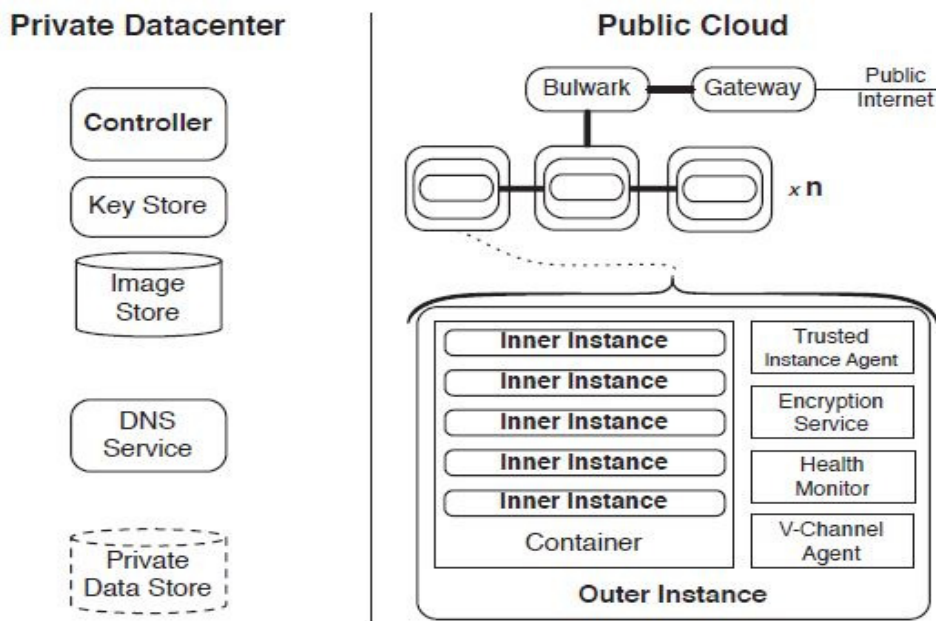 Private Datacenter
Controller
Key Store
Image
Store
DNS
Service
Private
Data Store
Public Cloud
Bulwark
Gateway
Public
Internet
x n
Inner Instance
Inner Instance
Inner Instance
Inner Instance
Inner Instance
Container
Trusted
Instance Agent
Encryption
Service
Health
Monitor
V-Channel
Agent
Outer Instance